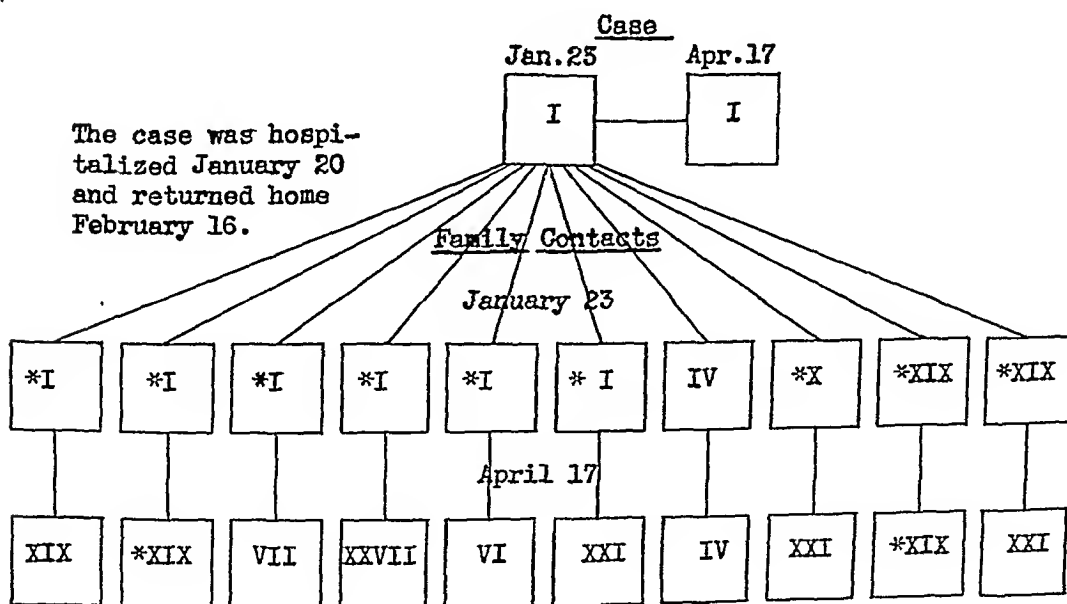 Case
Jan.23 Apr.17
I I
The case was hospi-
talized January 20
and returned home
February 16.
Family Contacts
January 23
*I *I *I *I *I * I IV *X *XIX *XIX
April 17
XIX *XIX VII XXVII VI XXI IV XXI *XIX XXI